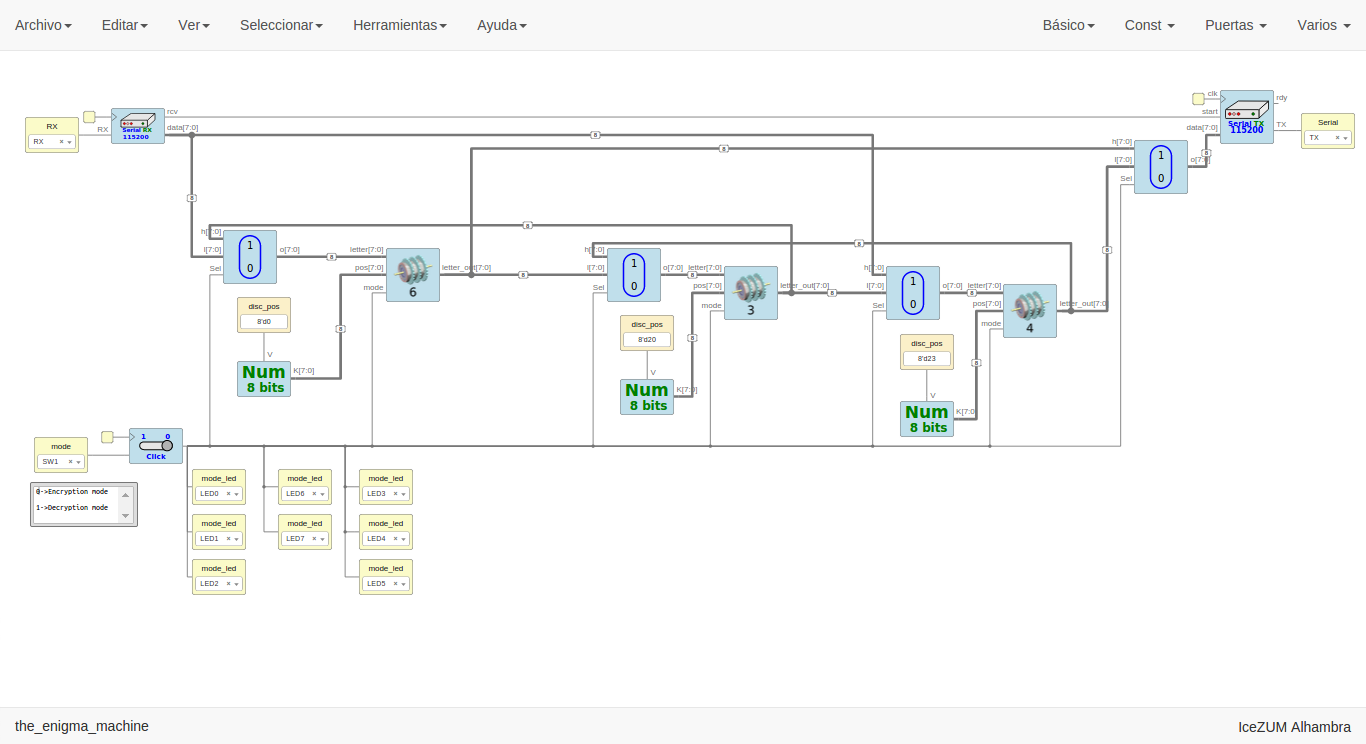 Archivo Editar Ver Seleccionar Herramientas Ayuda Básico Const Puertas Varios
clk rdy
rcv start
RX RX data[7:0] data[7:0] TX Serial
RX × Serial RX 115200 Serial TX 115200 TX ×
8 8 8
h[7:0] 1
l[7:0] o[7:0]
Sel 0
8
8 8
h[7:0] 1 h[7:0]
l[7:0] o[7:0] 8 letter[7:0] 1 8
Sel 0 pos[7:0] letter_out[7:0] 8 l[7:0] o[7:0] 8 letter[7:0] h[7:0] 1
mode 6 Sel 0 pos[7:0] letter_out[7:0] 8 l[7:0] o[7:0] 8 letter[7:0]
disc_pos mode 3 Sel 0 pos[7:0] letter_out[7:0]
8'd0 disc_pos mode 4
8 8'd20 8 disc_pos
V 8'd23
Num 8 bits K[7:0] V 8
Num 8 bits K[7:0] V
Num 8 bits K[7:0]
mode 1 0
SW1 × Click
0->Encryption mode
1->Decryption mode
mode_led mode_led mode_led
LED0 × LED6 × LED3 ×
mode_led mode_led mode_led
LED1 × LED7 × LED4 ×
mode_led mode_led
LED2 × LED5 ×
the_enigma_machine IceZUM Alhambra